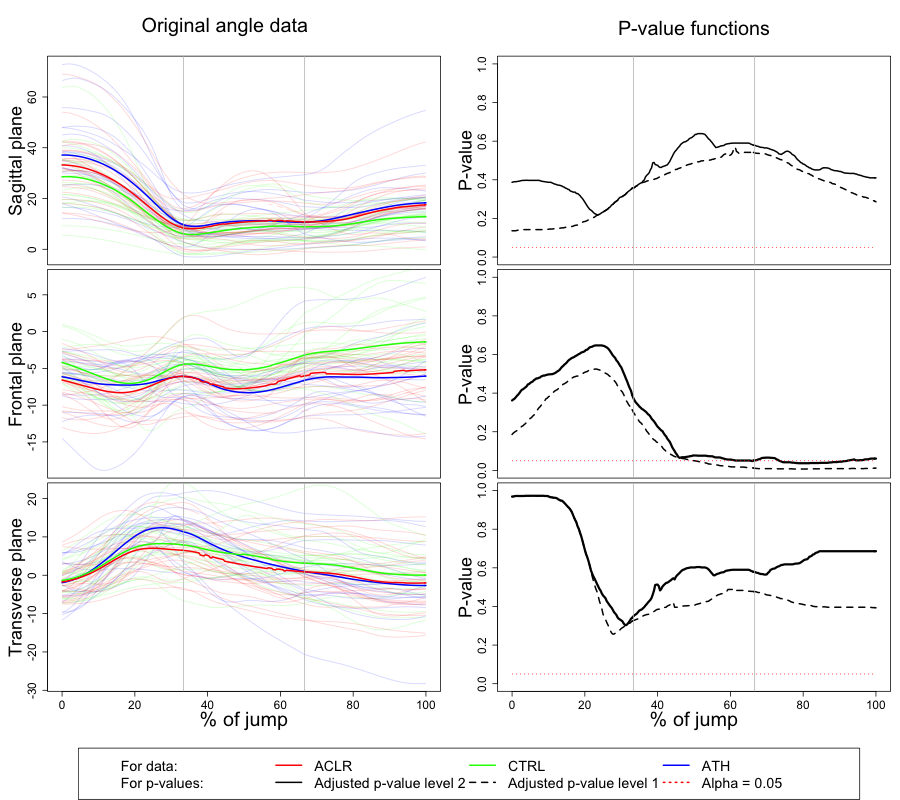 Original angle data
P-value functions
Sagittal plane
0 20 40 60
P-value
0.0 0.2 0.4 0.6 0.8 1.0
Frontal plane
-15 -10 -5 0 5
P-value
0.0 0.2 0.4 0.6 0.8 1.0
Transverse plane
-30 -20 -10 0 10 20
P-value
0.0 0.2 0.4 0.6 0.8 1.0
0 20 40 60 80 100
0 20 40 60 80 100
% of jump
% of jump
For data: ACLR CTRL ATH
For p-values: Adjusted p-value level 2 Adjusted p-value level 1 Alpha = 0.05